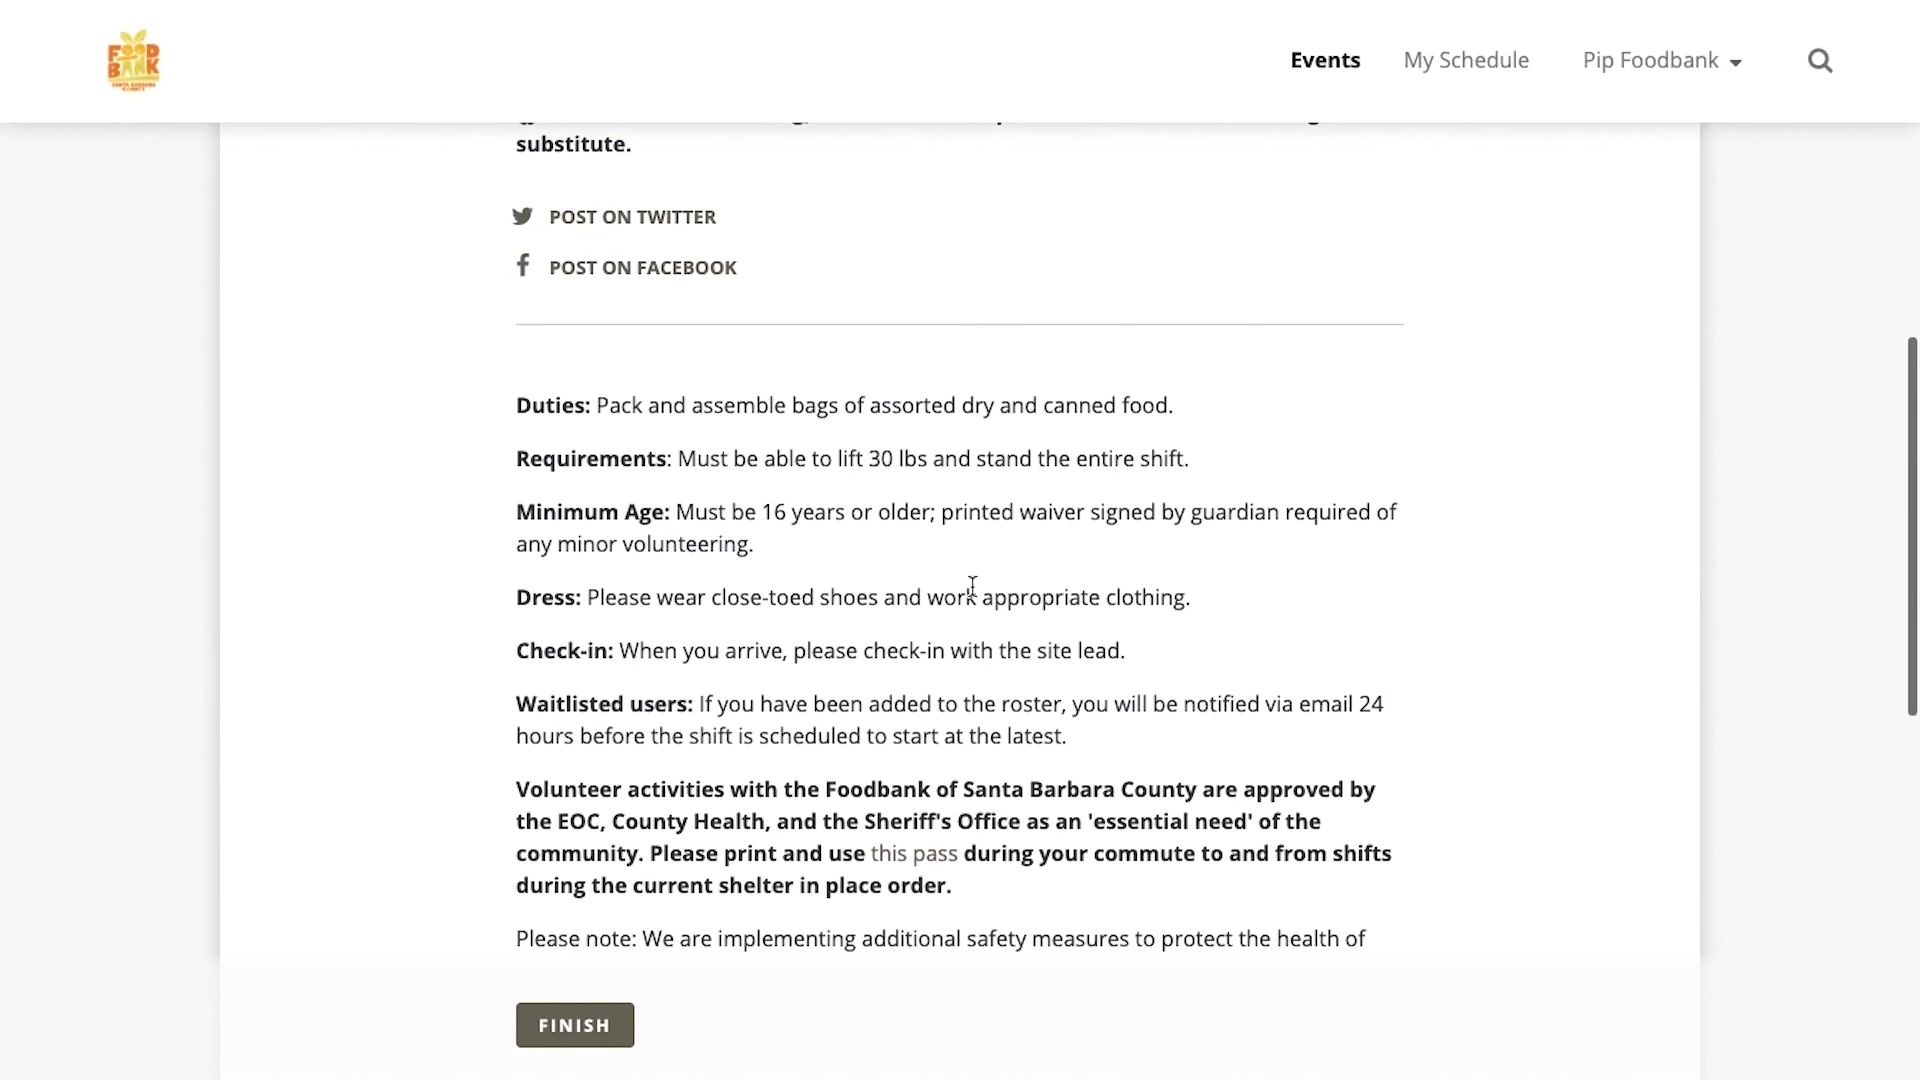 FOOD
BANK
SANTA BARBARA
COUNTY
Events
My Schedule
Pip Foodbank
substitute.
POST ON TWITTER
POST ON FACEBOOK
Duties: Pack and assemble bags of assorted dry and canned food.
Requirements: Must be able to lift 30 lbs and stand the entire shift.
Minimum Age: Must be 16 years or older; printed waiver signed by guardian required of
any minor volunteering.
Dress: Please wear close-toed shoes and work appropriate clothing.
Check-in: When you arrive, please check-in with the site lead.
Waitlisted users: If you have been added to the roster, you will be notified via email 24
hours before the shift is scheduled to start at the latest.
Volunteer activities with the Foodbank of Santa Barbara County are approved by
the EOC, County Health, and the Sheriff's Office as an 'essential need' of the
community. Please print and use this pass during your commute to and from shifts
during the current shelter in place order.
Please note: We are implementing additional safety measures to protect the health of
FINISH